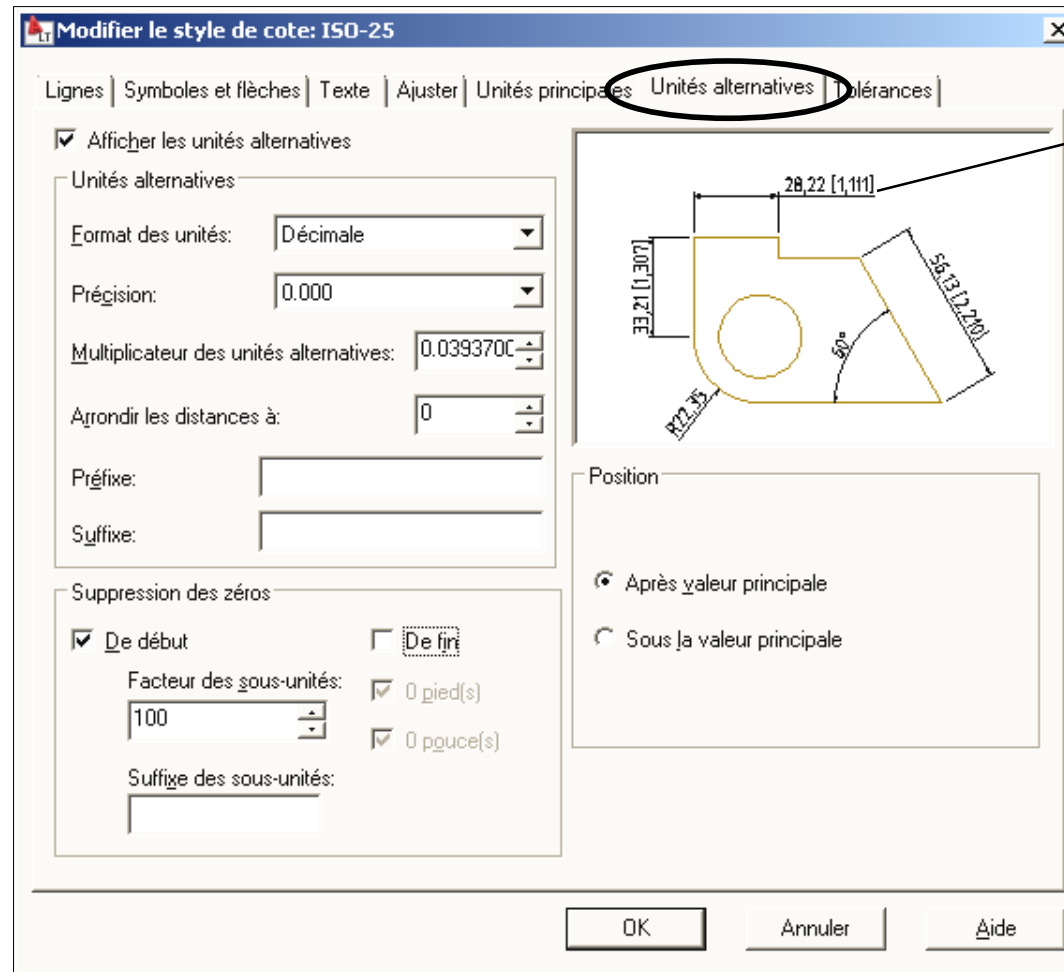 LT Modifier le style de cote: ISO-25
Lignes Symboles et flèches Texte Ajuster Unités principales Unités alternatives Tolérances
Afficher les unités alternatives
Unités alternatives
Format des unités: Décimale
Précision: 0.000
Multiplicateur des unités alternatives: 0.039370
Arrondir les distances à: 0
Préfixe:
Suffixe:
Suppression des zéros
De début De fin
Facteur des sous-unités: 0 pied(s)
100 0 pouce(s)
Suffixe des sous-unités:
28,22 [1,111]
33,21 [1,307]
56,13 [2,210]
60°
R22,35
Position
Après valeur principale
Sous la valeur principale
OK Annuler Aide